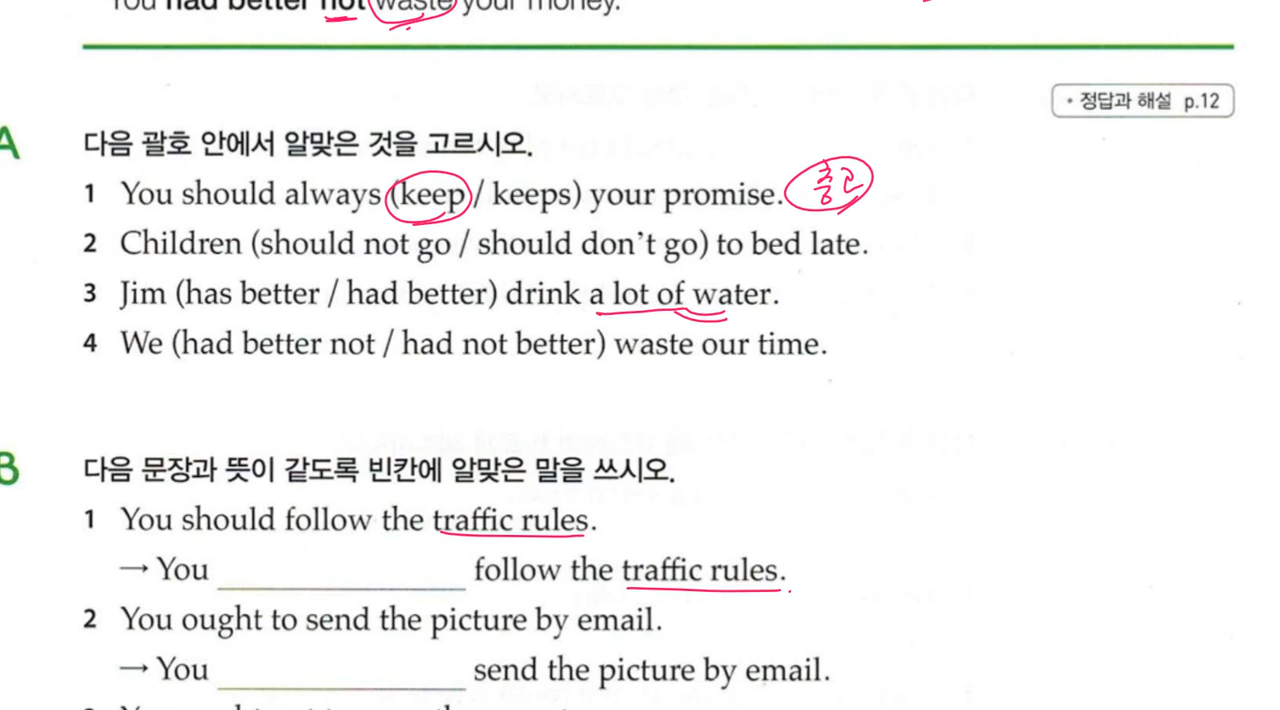 You had better not waste your money.
• 정답과 해설 p.12
A 다음 괄호 안에서 알맞은 것을 고르시오.
1 You should always (keep / keeps) your promise. 충고
2 Children (should not go / should don't go) to bed late.
3 Jim (has better / had better) drink a lot of water.
4 We (had better not / had not better) waste our time.
B 다음 문장과 뜻이 같도록 빈칸에 알맞은 말을 쓰시오.
1 You should follow the traffic rules.
→ You follow the traffic rules.
2 You ought to send the picture by email.
→ You send the picture by email.